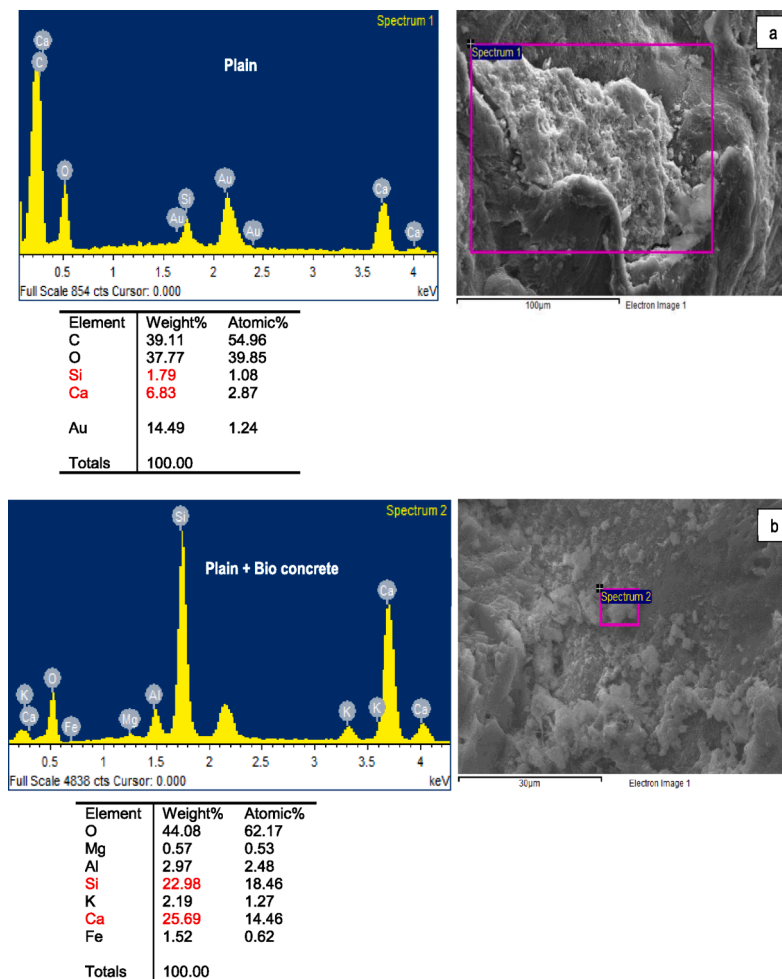 Spectrum 1
Plain
Ca
C
O
Au
Si
Au
Au
Ca
Ca
0.5 1 1.5 2 2.5 3 3.5 4
Full Scale 854 cts Cursor: 0.000 keV
a
Spectrum 1
100µm Electron Image 1
Element Weight% Atomic%
C 39.11 54.96
O 37.77 39.85
Si 1.79 1.08
Ca 6.83 2.87
Au 14.49 1.24
Totals 100.00
Spectrum 2
Plain + Bio concrete
K
Ca
O
Fe
Mg
Al
Si
K
K
Ca
Ca
0.5 1 1.5 2 2.5 3 3.5 4
Full Scale 4838 cts Cursor: 0.000 keV
b
Spectrum 2
30µm Electron Image 1
Element Weight% Atomic%
O 44.08 62.17
Mg 0.57 0.53
Al 2.97 2.48
Si 22.98 18.46
K 2.19 1.27
Ca 25.69 14.46
Fe 1.52 0.62
Totals 100.00